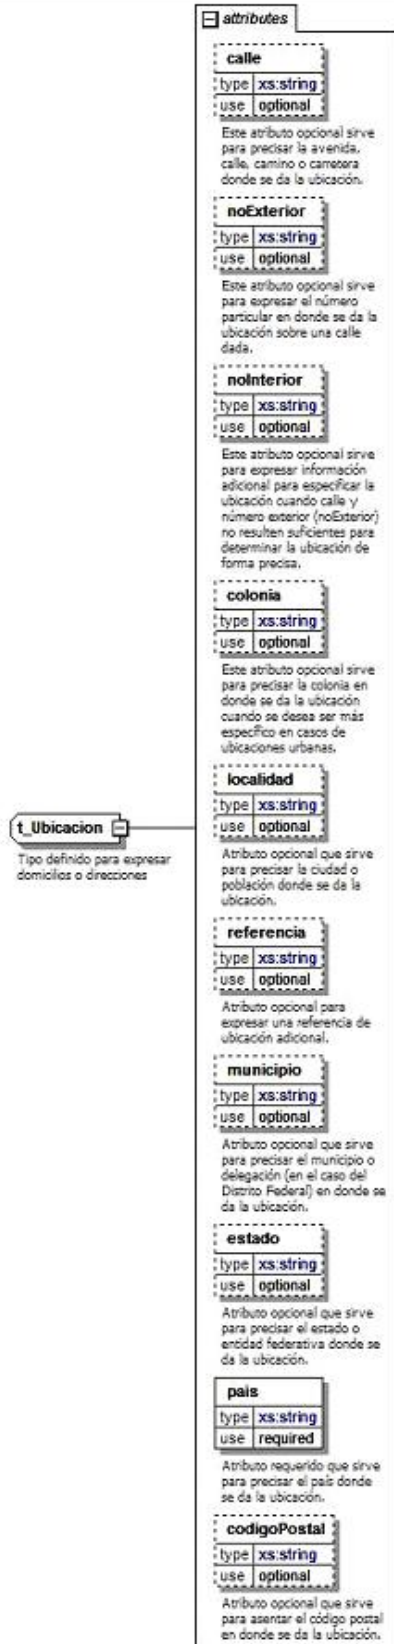 attributes
calle
type xs:string
use optional
Este atributo opcional sirve
para precisar la avenida,
calle, camino o carretera
donde se da la ubicación.
noExterior
type xs:string
use optional
Este atributo opcional sirve
para expresar el número
particular en donde se da la
ubicación sobre una calle
dada.
noInterior
type xs:string
use optional
Este atributo opcional sirve
para expresar información
adicional para especificar la
ubicación cuando calle y
número exterior (noExterior)
no resulten suficientes para
determinar la ubicación de
forma precisa.
colonia
type xs:string
use optional
Este atributo opcional sirve
para precisar la colonia en
donde se da la ubicación
cuando se desea ser más
específico en casos de
ubicaciones urbanas.
t_Ubicacion
Tipo definido para expresar
domicilios o direcciones
localidad
type xs:string
use optional
Atributo opcional que sirve
para precisar la ciudad o
población donde se da la
ubicación.
referencia
type xs:string
use optional
Atributo opcional para
expresar una referencia de
ubicación adicional.
municipio
type xs:string
use optional
Atributo opcional que sirve
para precisar el municipio o
delegación (en el caso del
Distrito Federal) en donde se
da la ubicación.
estado
type xs:string
use optional
Atributo opcional que sirve
para precisar el estado o
entidad federativa donde se
da la ubicación.
pais
type xs:string
use required
Atributo requerido que sirve
para precisar el país donde
se da la ubicación.
codigoPostal
type xs:string
use optional
Atributo opcional que sirve
para asentar el código postal
en donde se da la ubicación.